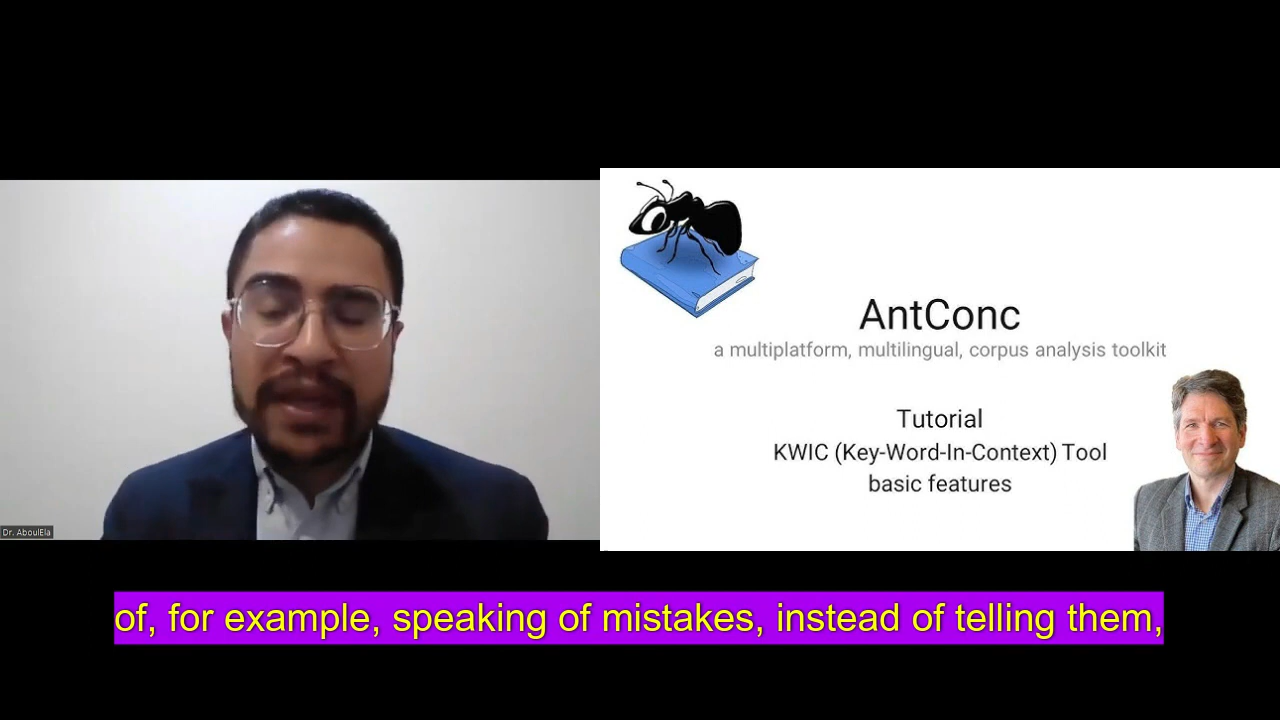 AntConc
a multiplatform, multilingual, corpus analysis toolkit
Tutorial
KWIC (Key-Word-In-Context) Tool
basic features
Dr. AboulEla
of, for example, speaking of mistakes, instead of telling them,